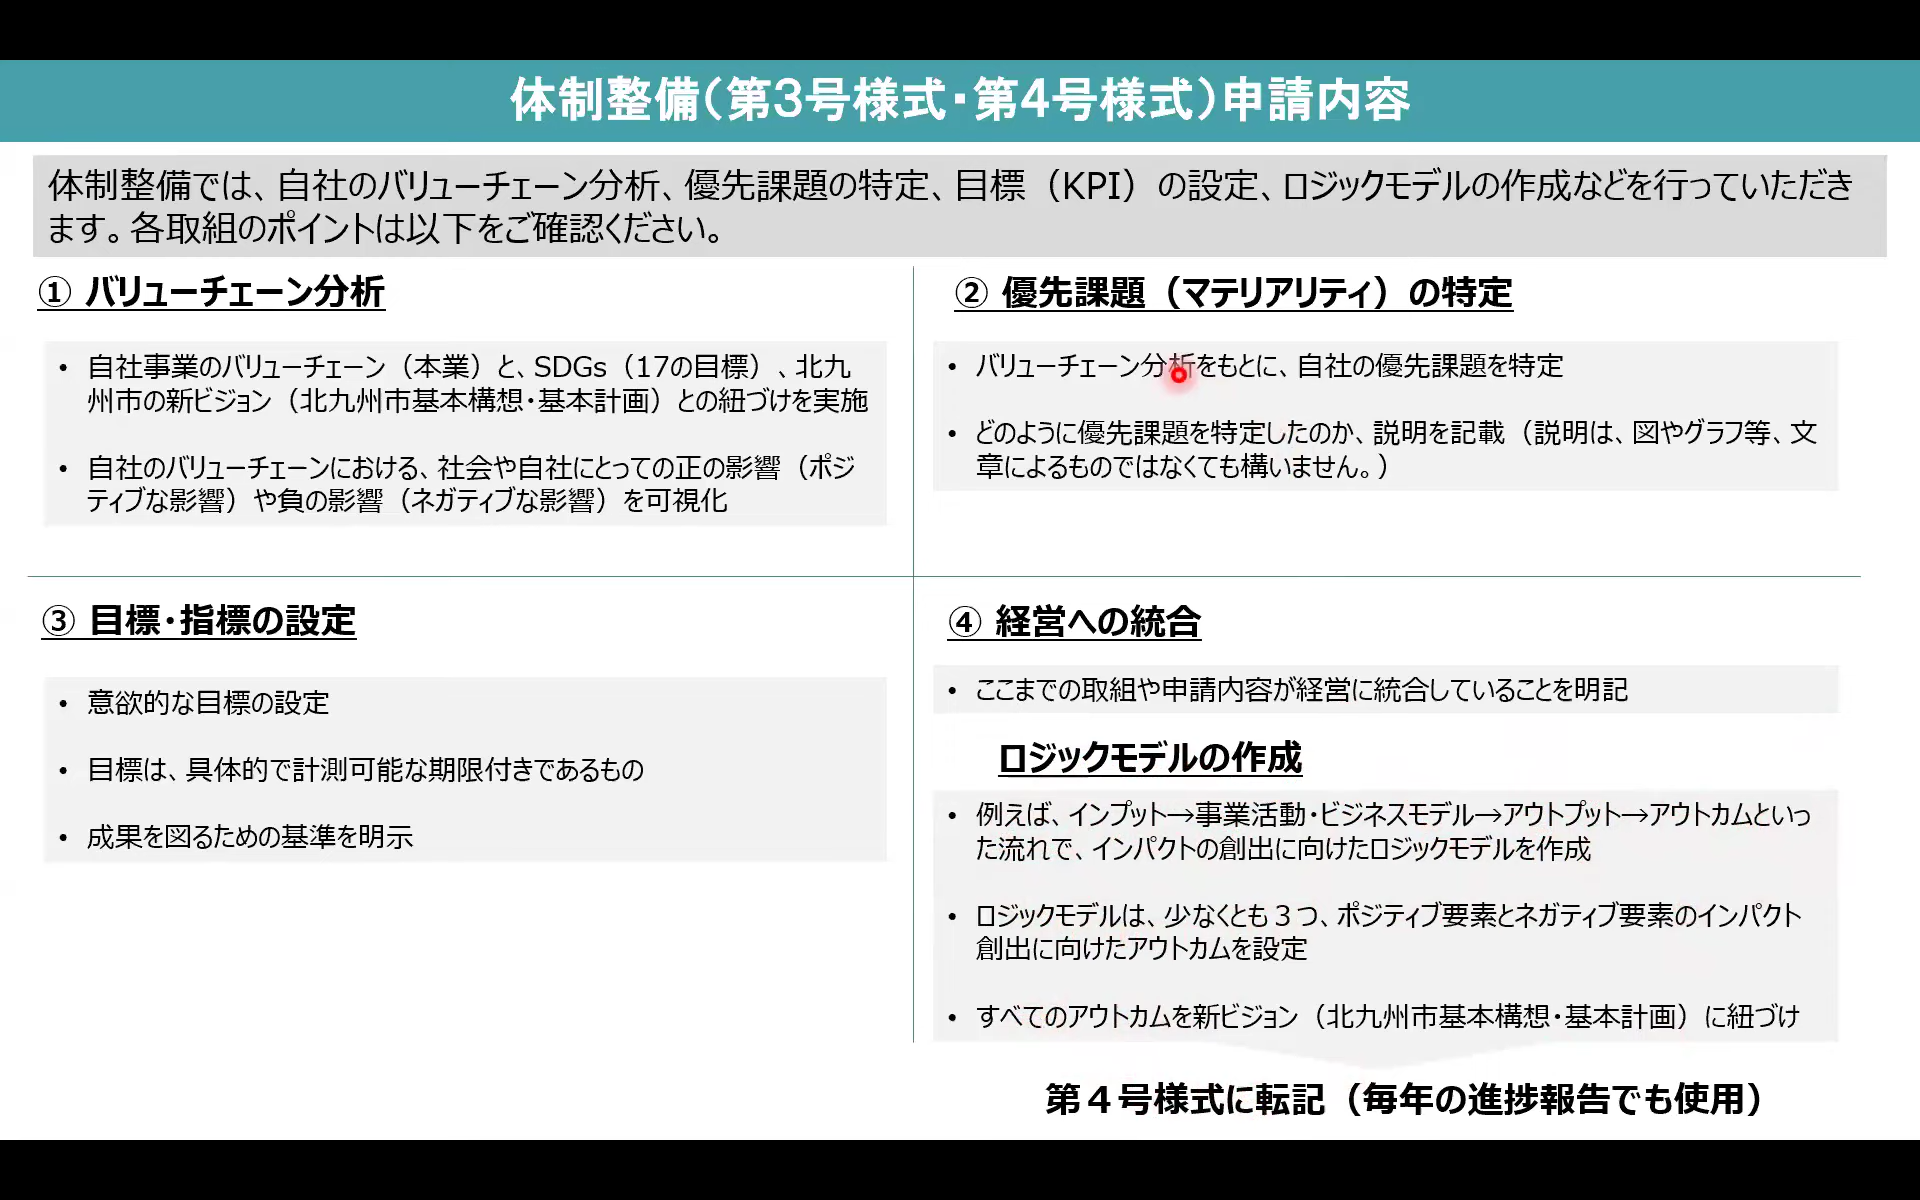 体制整備（第3号様式・第4号様式）申請内容
体制整備では、自社のバリューチェーン分析、優先課題の特定、目標（KPI）の設定、ロジックモデルの作成などを行っていただき
ます。各取組のポイントは以下をご確認ください。
① バリューチェーン分析
• 自社事業のバリューチェーン（本業）と、SDGs（17の目標）、北九
州市の新ビジョン（北九州市基本構想・基本計画）との紐づけを実施
• 自社のバリューチェーンにおける、社会や自社にとっての正の影響（ポジ
ティブな影響）や負の影響（ネガティブな影響）を可視化
② 優先課題（マテリアリティ）の特定
• バリューチェーン分析をもとに、自社の優先課題を特定
• どのように優先課題を特定したのか、説明を記載（説明は、図やグラフ等、文
章によるものではなくても構いません。）
③ 目標・指標の設定
• 意欲的な目標の設定
• 目標は、具体的で計測可能な期限付きであるもの
• 成果を図るための基準を明示
④ 経営への統合
• ここまでの取組や申請内容が経営に統合していることを明記
ロジックモデルの作成
• 例えば、インプット→事業活動・ビジネスモデル→アウトプット→アウトカムといっ
た流れで、インパクトの創出に向けたロジックモデルを作成
• ロジックモデルは、少なくとも３つ、ポジティブ要素とネガティブ要素のインパクト
創出に向けたアウトカムを設定
• すべてのアウトカムを新ビジョン（北九州市基本構想・基本計画）に紐づけ
第４号様式に転記（毎年の進捗報告でも使用）